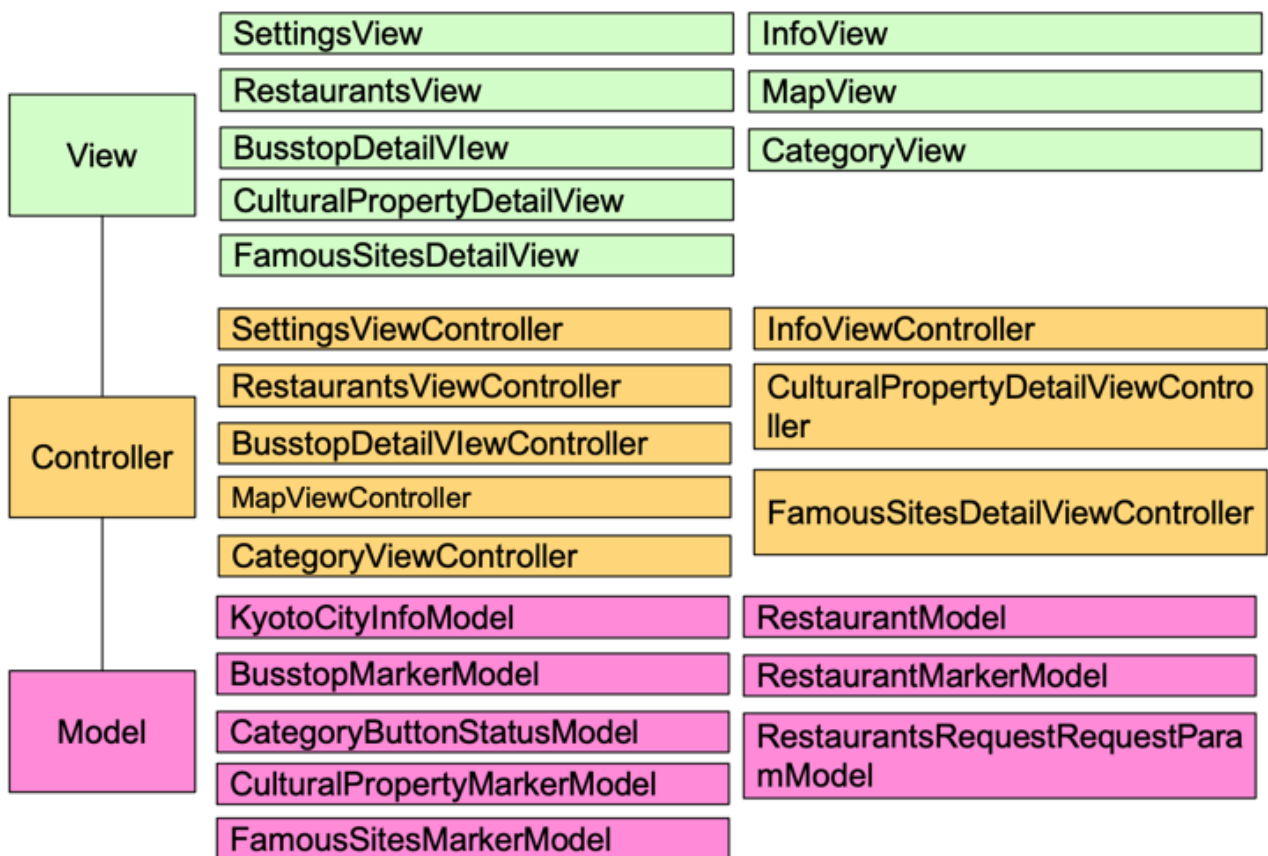 SettingsView
InfoView
RestaurantsView
MapView
View
BusstopDetailVIew
CategoryView
CulturalPropertyDetailView
FamousSitesDetailView
SettingsViewController
InfoViewController
RestaurantsViewController
CulturalPropertyDetailViewContro
ller
Controller
BusstopDetailVIewController
MapViewController
FamousSitesDetailViewController
CategoryViewController
KyotoCityInfoModel
RestaurantModel
BusstopMarkerModel
RestaurantMarkerModel
Model
CategoryButtonStatusModel
RestaurantsRequestRequestPara
mModel
CulturalPropertyMarkerModel
FamousSitesMarkerModel